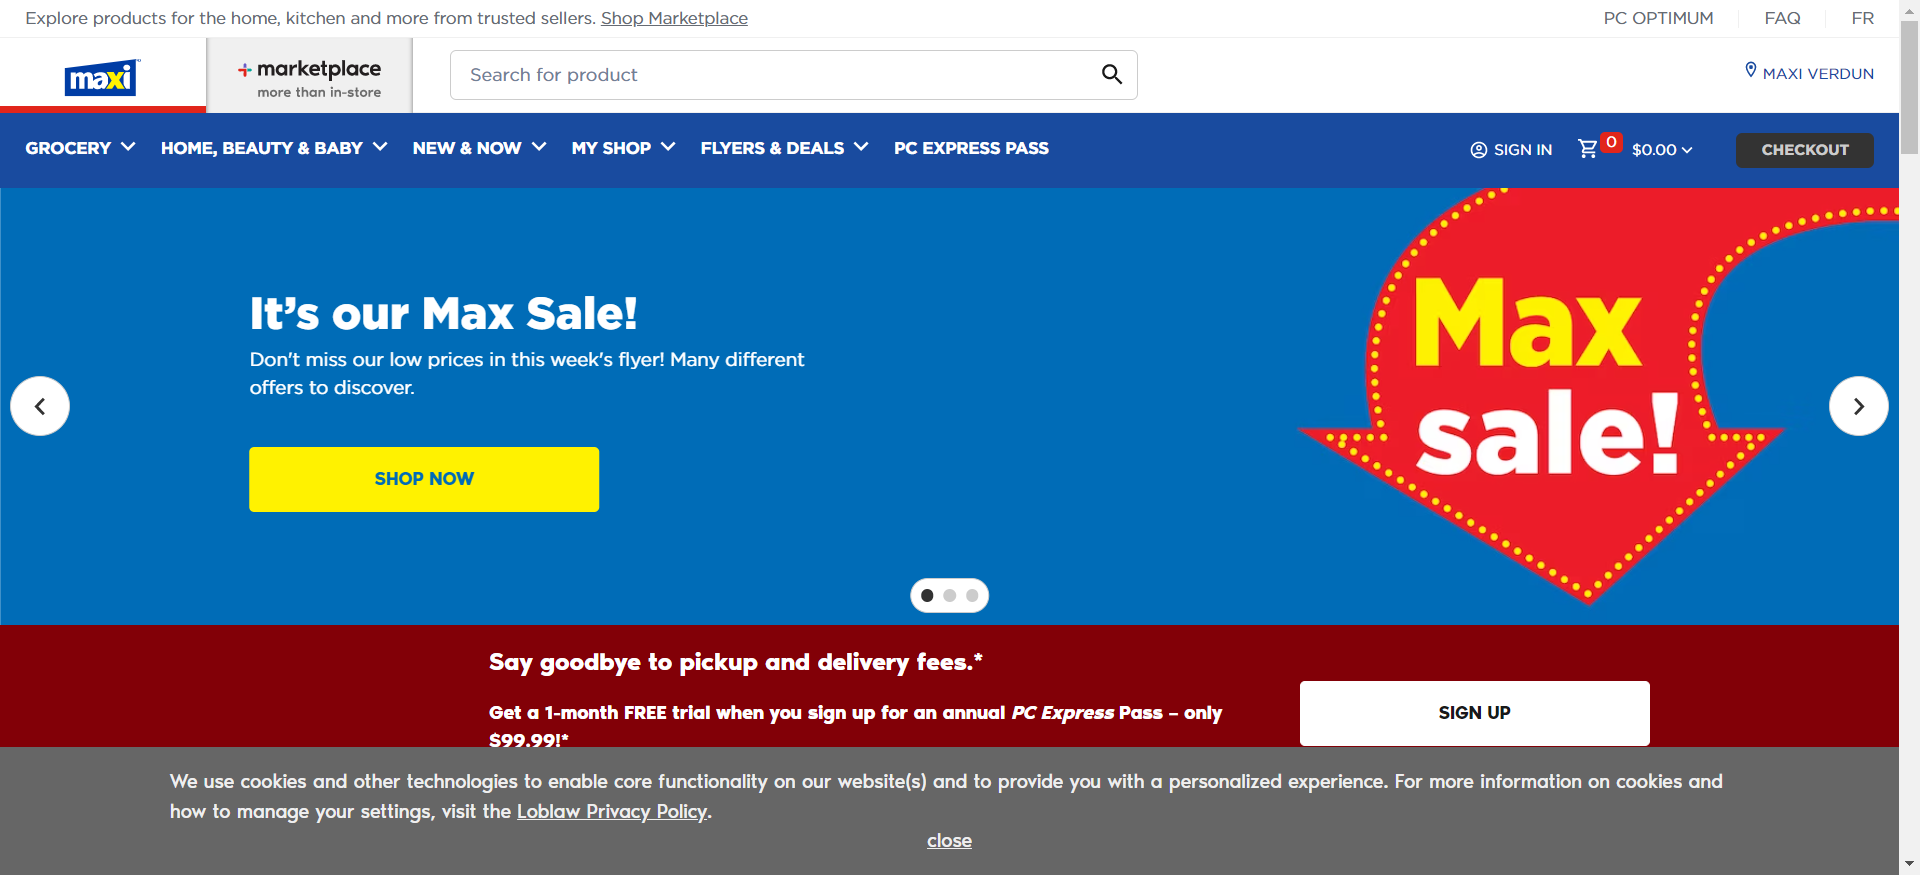 Explore products for the home, kitchen and more from trusted sellers. Shop Marketplace
PC OPTIMUM
FAQ
FR
maxi
marketplace
more than in-store
Search for product
MAXI VERDUN
GROCERY
HOME, BEAUTY & BABY
NEW & NOW
MY SHOP
FLYERS & DEALS
PC EXPRESS PASS
SIGN IN
0
$0.00
CHECKOUT
It's our Max Sale!
Don't miss our low prices in this week's flyer! Many different
offers to discover.
SHOP NOW
Max
sale!
Say goodbye to pickup and delivery fees.*
Get a 1-month FREE trial when you sign up for an annual PC Express Pass – only
$99.99!*
SIGN UP
We use cookies and other technologies to enable core functionality on our website(s) and to provide you with a personalized experience. For more information on cookies and
how to manage your settings, visit the Loblaw Privacy Policy.
close